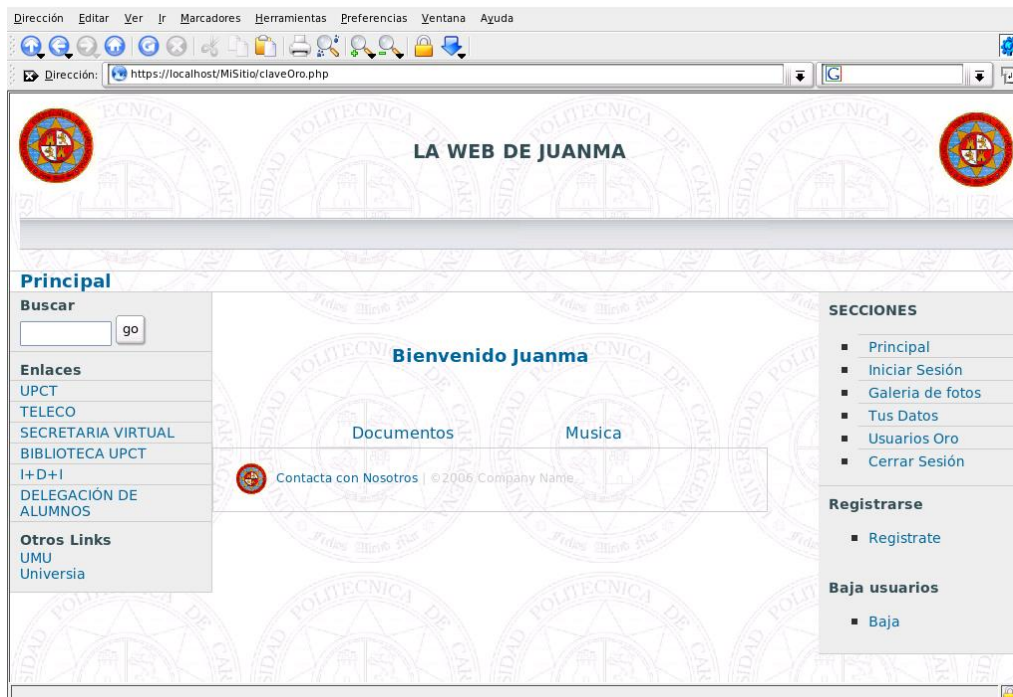 Dirección Editar Ver Ir Marcadores Herramientas Preferencias Ventana Ayuda
Dirección: https://localhost/MiSitio/claveOro.php
G
LA WEB DE JUANMA
Principal
Buscar
go
Enlaces
UPCT
TELECO
SECRETARIA VIRTUAL
BIBLIOTECA UPCT
I+D+I
DELEGACIÓN DE
ALUMNOS
Otros Links
UMU
Universia
Bienvenido Juanma
Documentos Musica
Contacta con Nosotros | ©2006 Company Name
SECCIONES
Principal
Iniciar Sesión
Galeria de fotos
Tus Datos
Usuarios Oro
Cerrar Sesión
Registrarse
Registrate
Baja usuarios
Baja